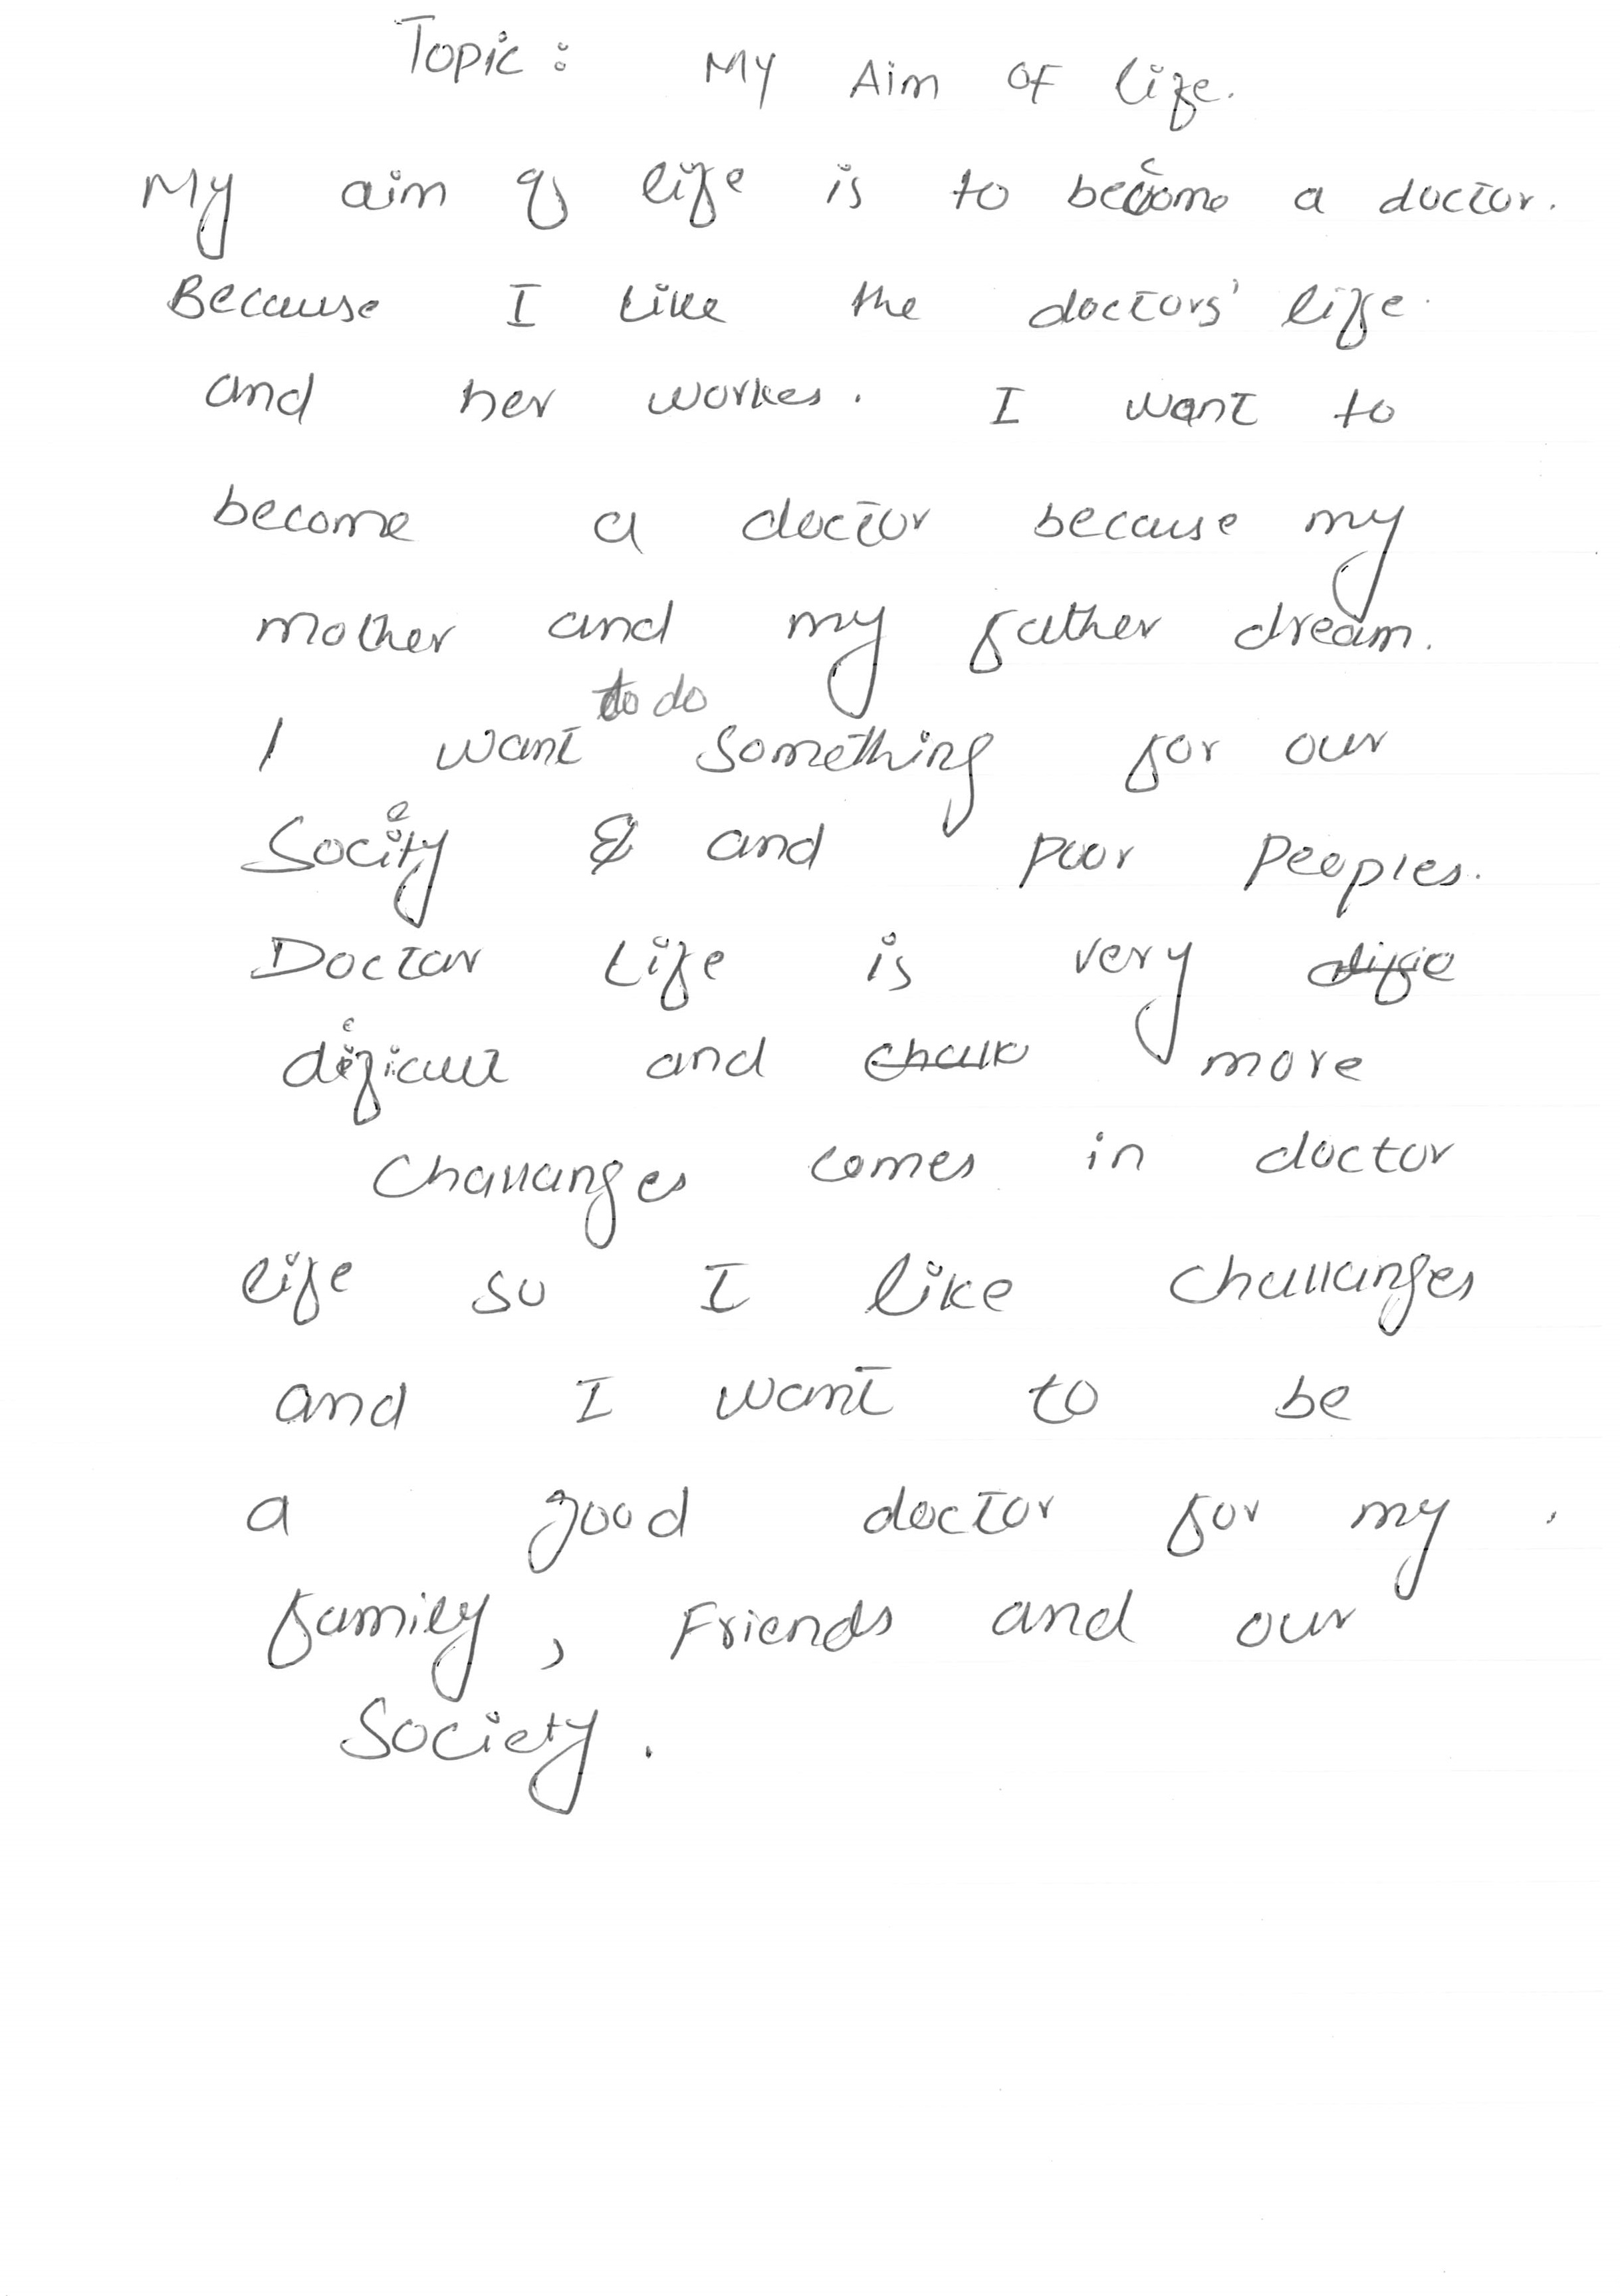 Topic: My Aim Of life.
My aim of life is to become a doctor.
Because I like the doctors' life
and her workes. I want to
become a doctor because my
mother and my father dream.
I want to do something for our
Society and poor Peoples.
Doctor Life is very
dificult and more
Challanges comes in doctor
life so I like challanges
and I want to be
a good doctor for my
family, Friends and our
Society.